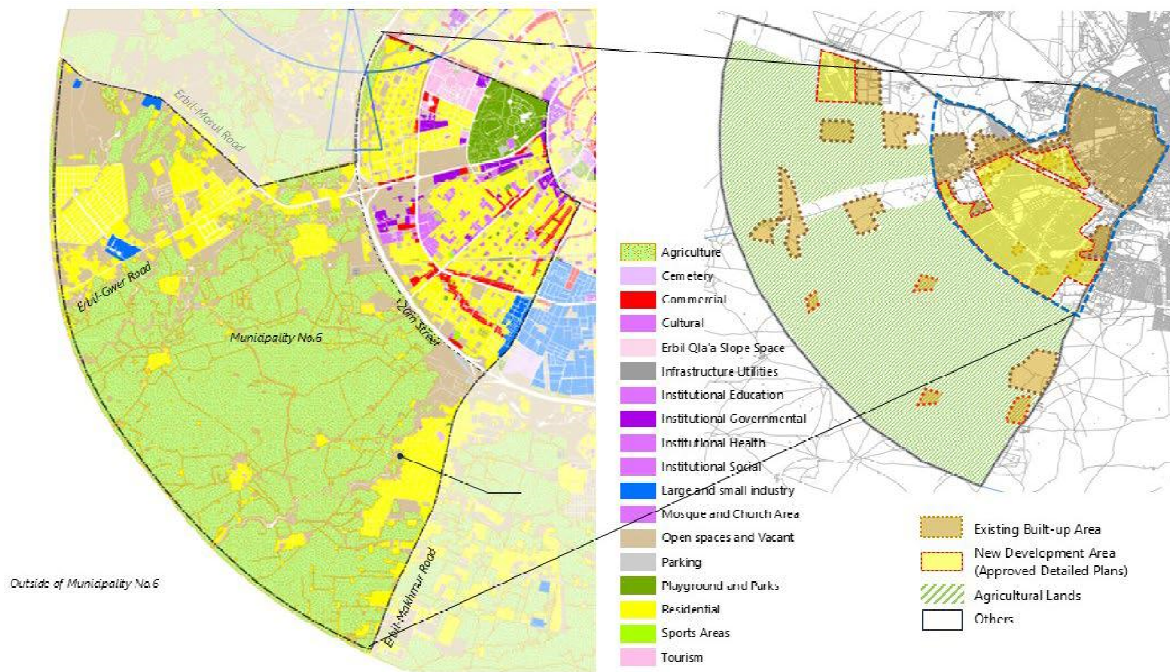 Erbil-Mosul Road
Erbil-Gwer Road
Municipality No.6
120m Street
Erbil-Makhmur Road
Outside of Municipality No.6
Agriculture
Cemetery
Commercial
Cultural
Erbil Qla'a Slope Space
Infrastructure Utilities
Institutional Education
Institutional Governmental
Institutional Health
Institutional Social
Large and small industry
Mosque and Church Area
Open spaces and Vacant
Parking
Playground and Parks
Residential
Sports Areas
Tourism
Existing Built-up Area
New Development Area
(Approved Detailed Plans)
Agricultural Lands
Others